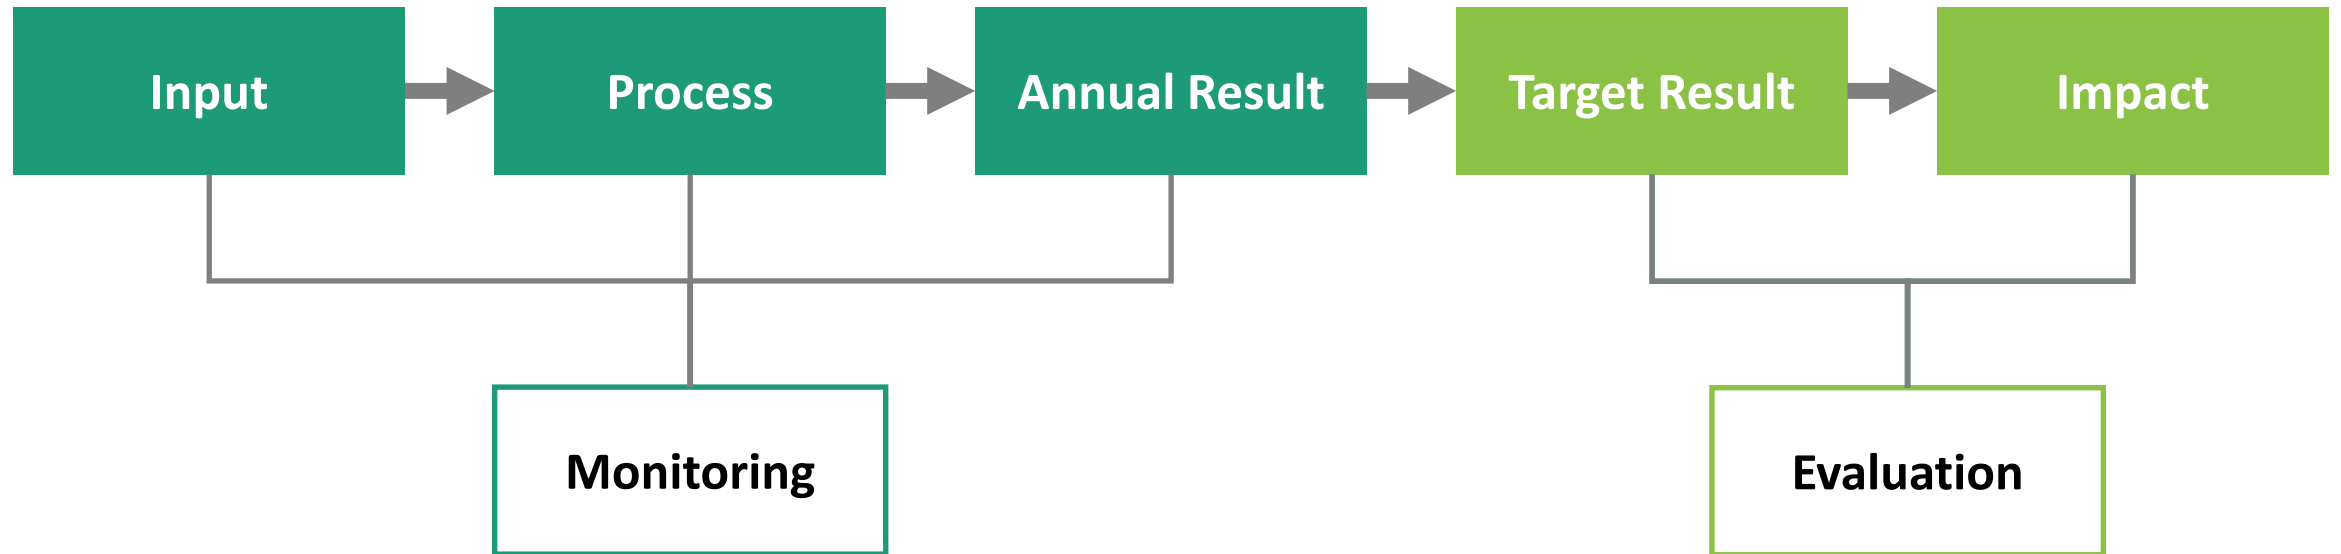 Input
Process
Annual Result
Target Result
Impact
Monitoring
Evaluation